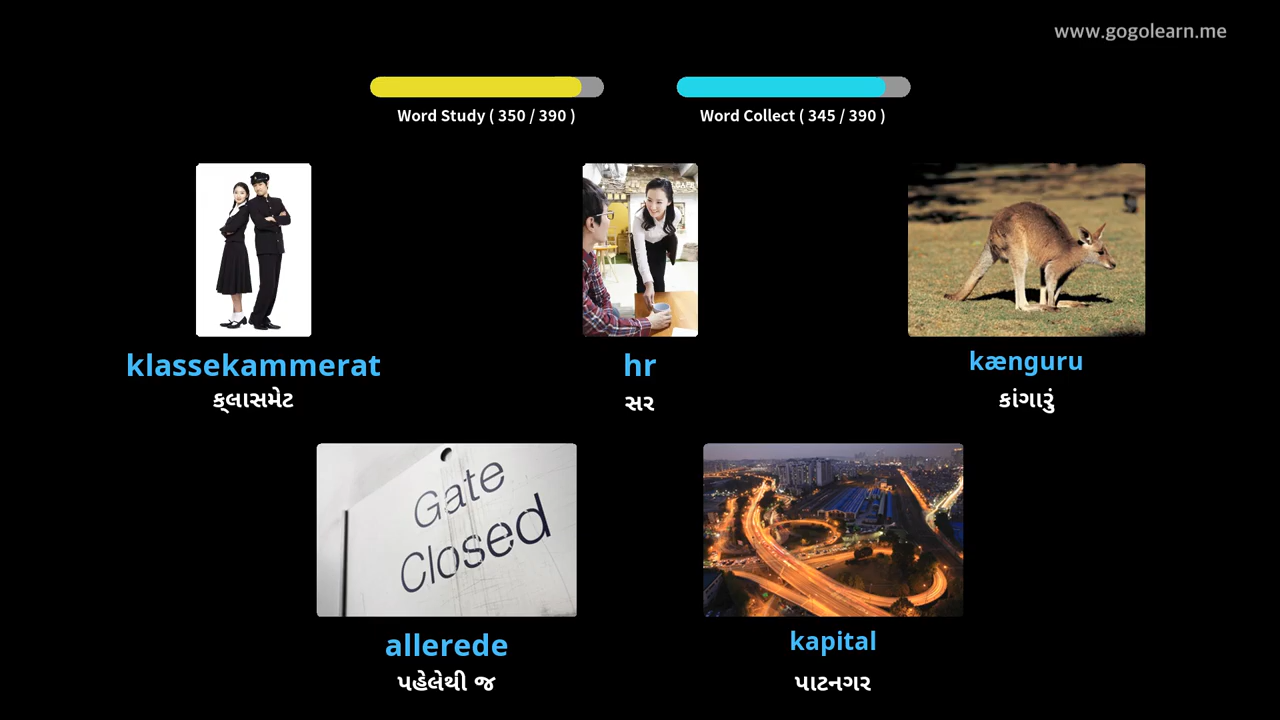 www.gogolearn.me
Word Study ( 350 / 390 )
Word Collect ( 345 / 390 )
klassekammerat
ક્લાસમેટ
hr
સર
kænguru
કાંગારું
Gate
Closed
allerede
પહેલેથી જ
kapital
પાટનગર